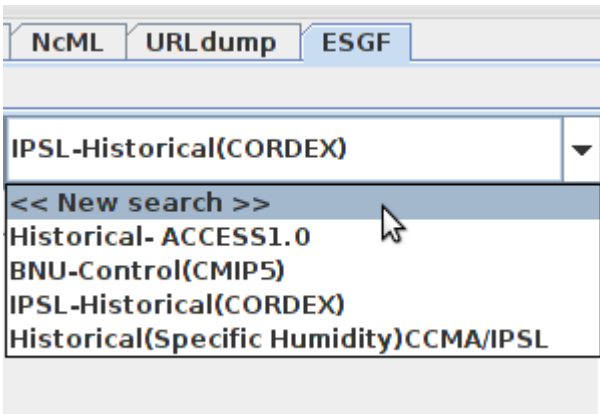 NcML URLdump ESGF
IPSL-Historical(CORDEX)
<< New search >>
Historical- ACCESS1.0
BNU-Control(CMIP5)
IPSL-Historical(CORDEX)
Historical(Specific Humidity)CCMA/IPSL